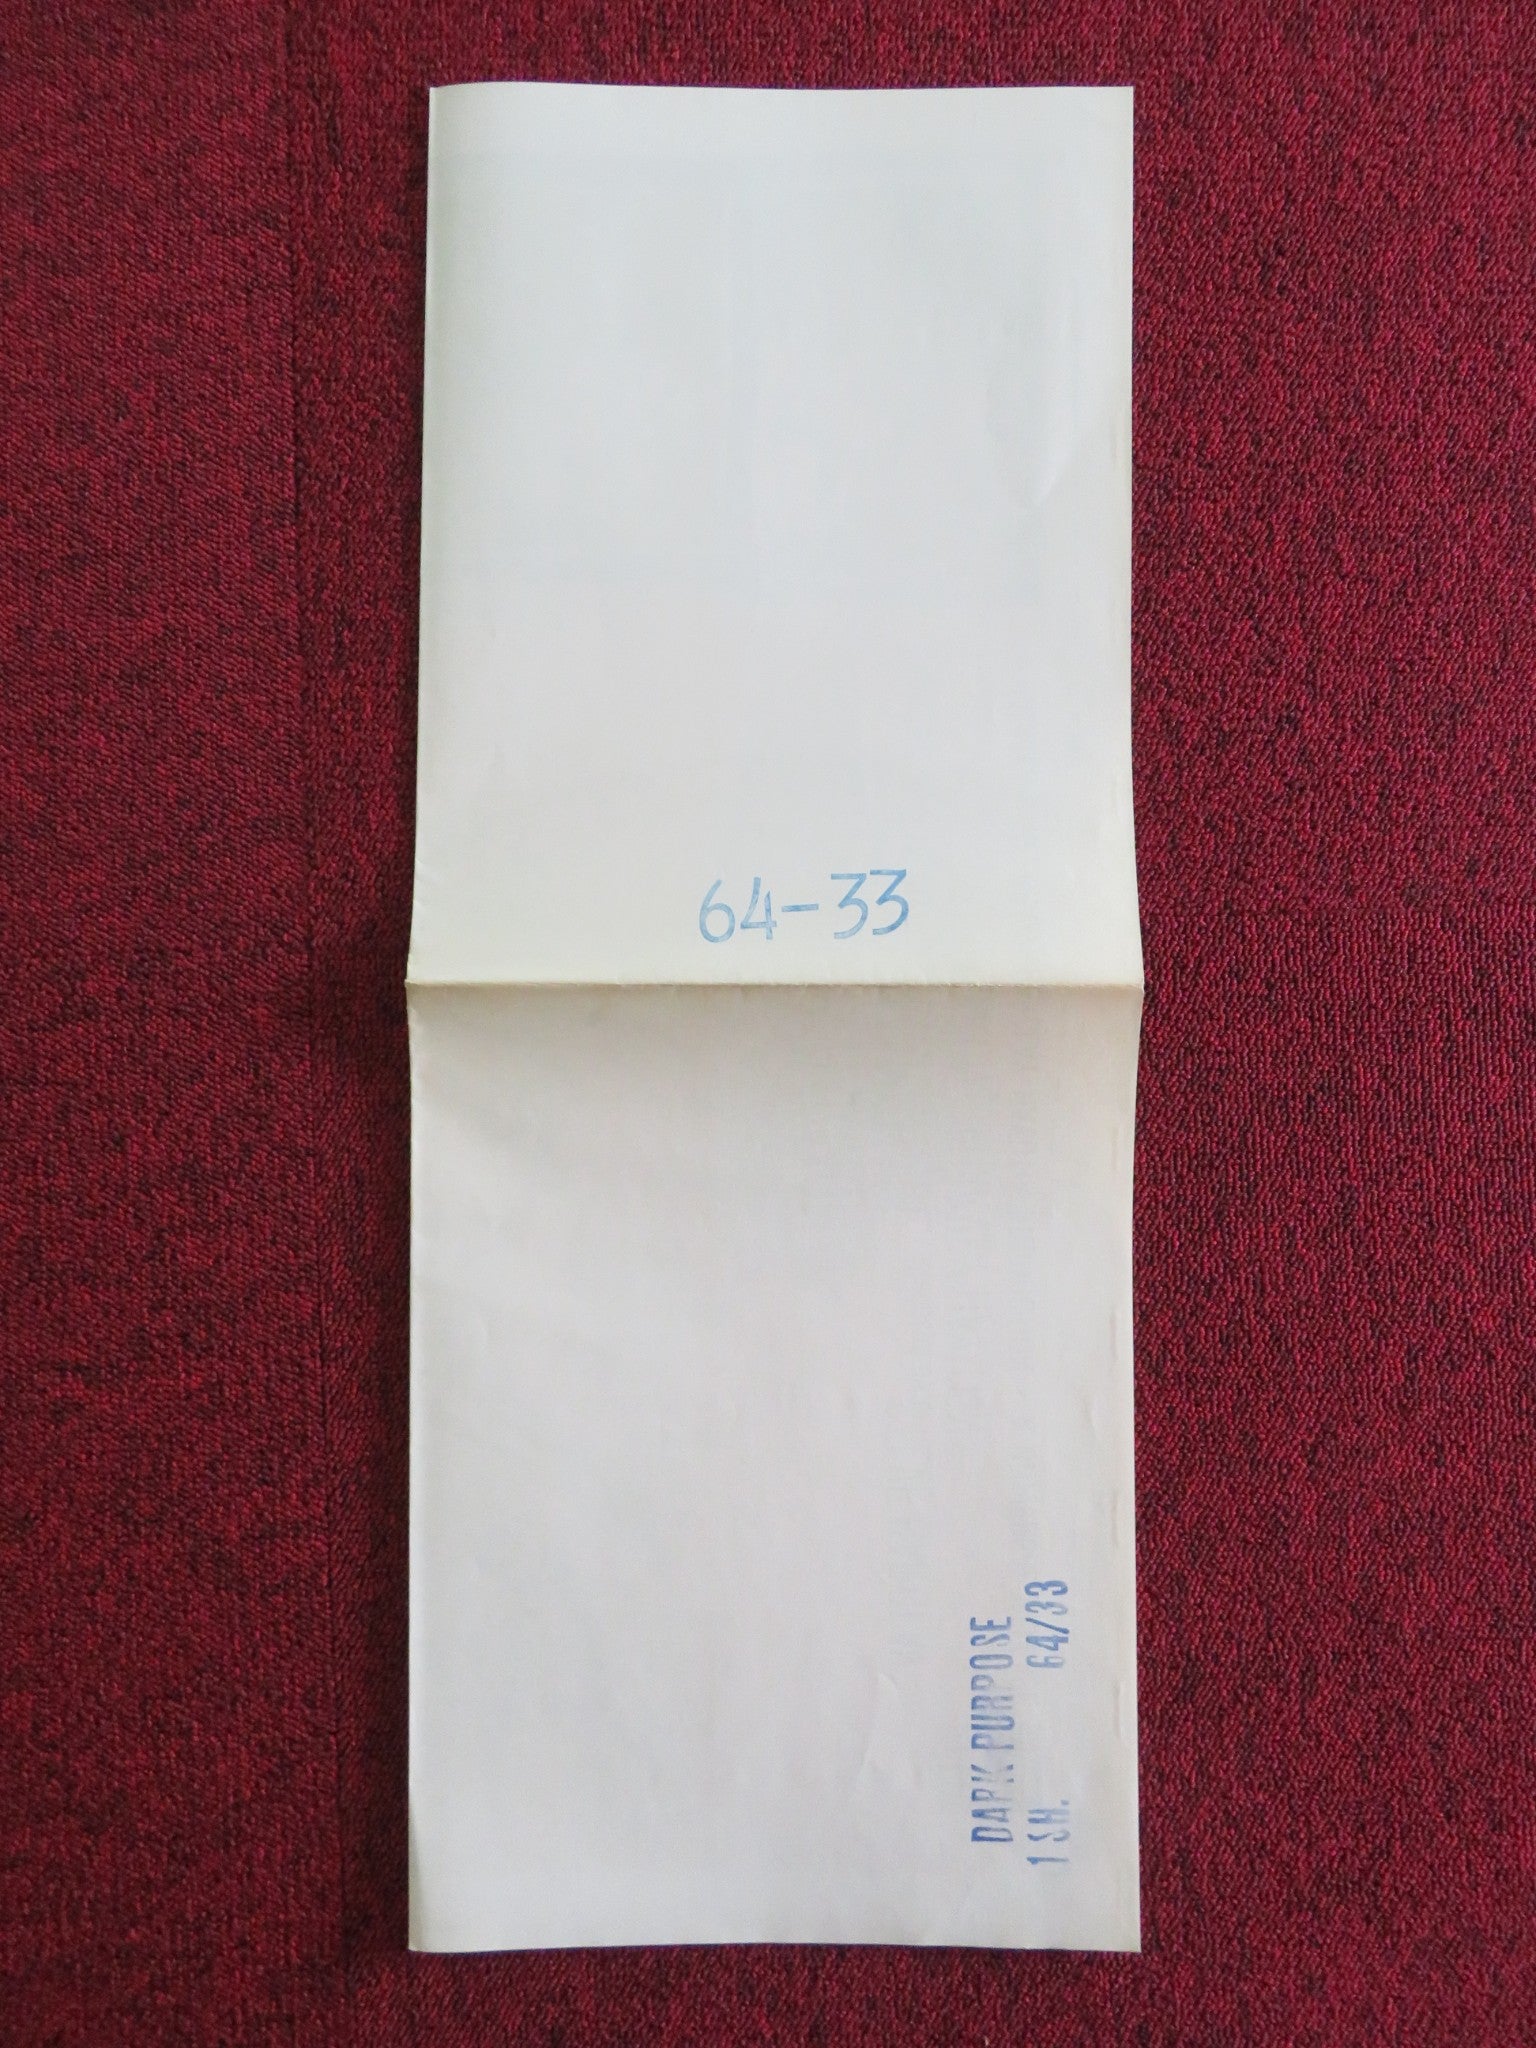 64-33
DARK PURPOSE
1 SH. 64/33